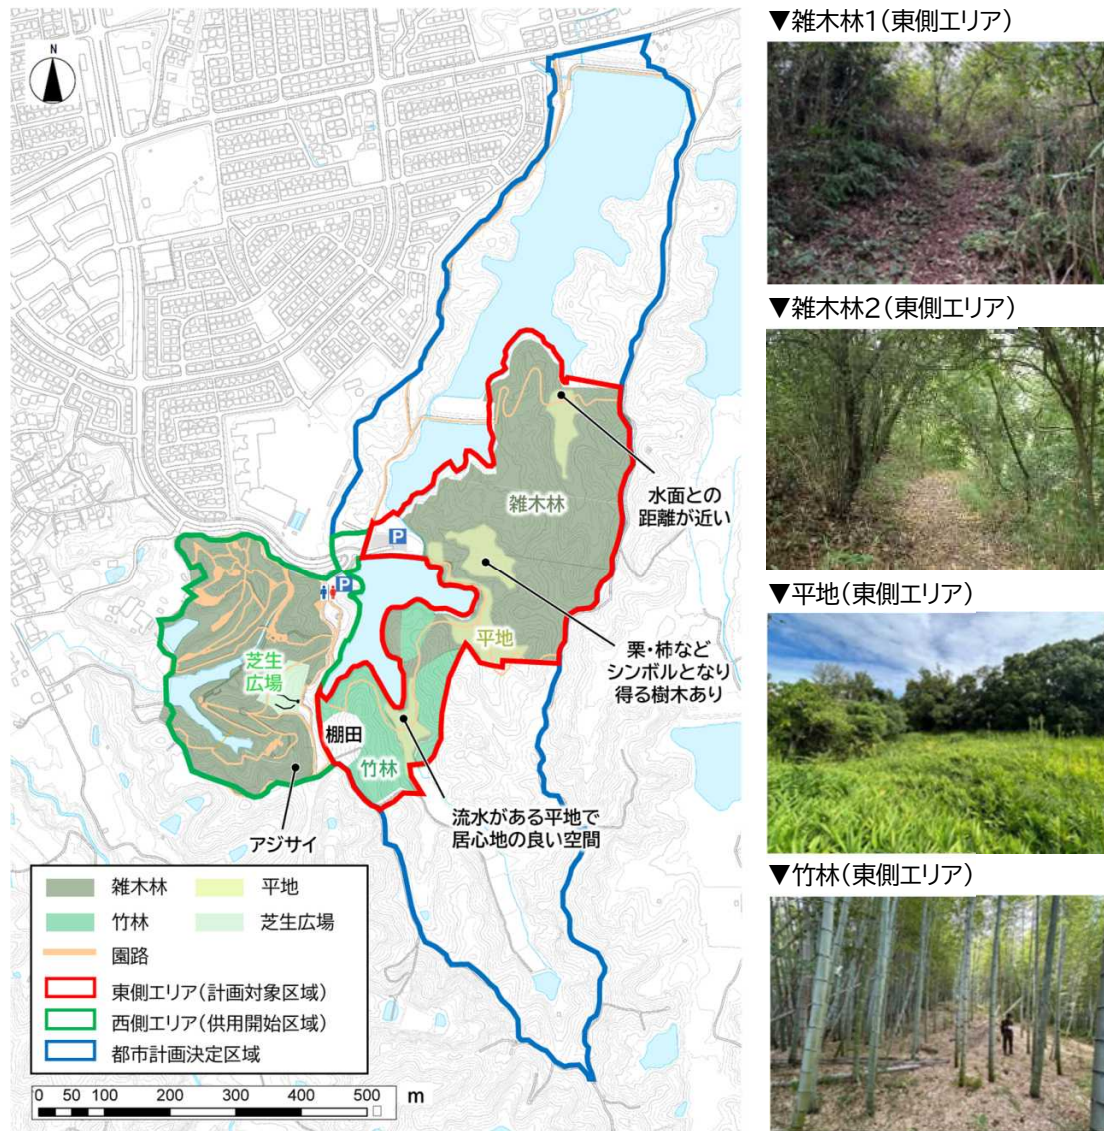 N
雑木林
水面との
距離が近い
P
P
平地
栗・柿など
シンボルとなり
得る樹木あり
芝生
広場
棚田
竹林
流水がある平地で
居心地の良い空間
アジサイ
雑木林
平地
竹林
芝生広場
園路
東側エリア(計画対象区域)
西側エリア(供用開始区域)
都市計画決定区域
0 50 100 200 300 400 500 m
▼雑木林1(東側エリア)
▼雑木林2(東側エリア)
▼平地(東側エリア)
▼竹林(東側エリア)